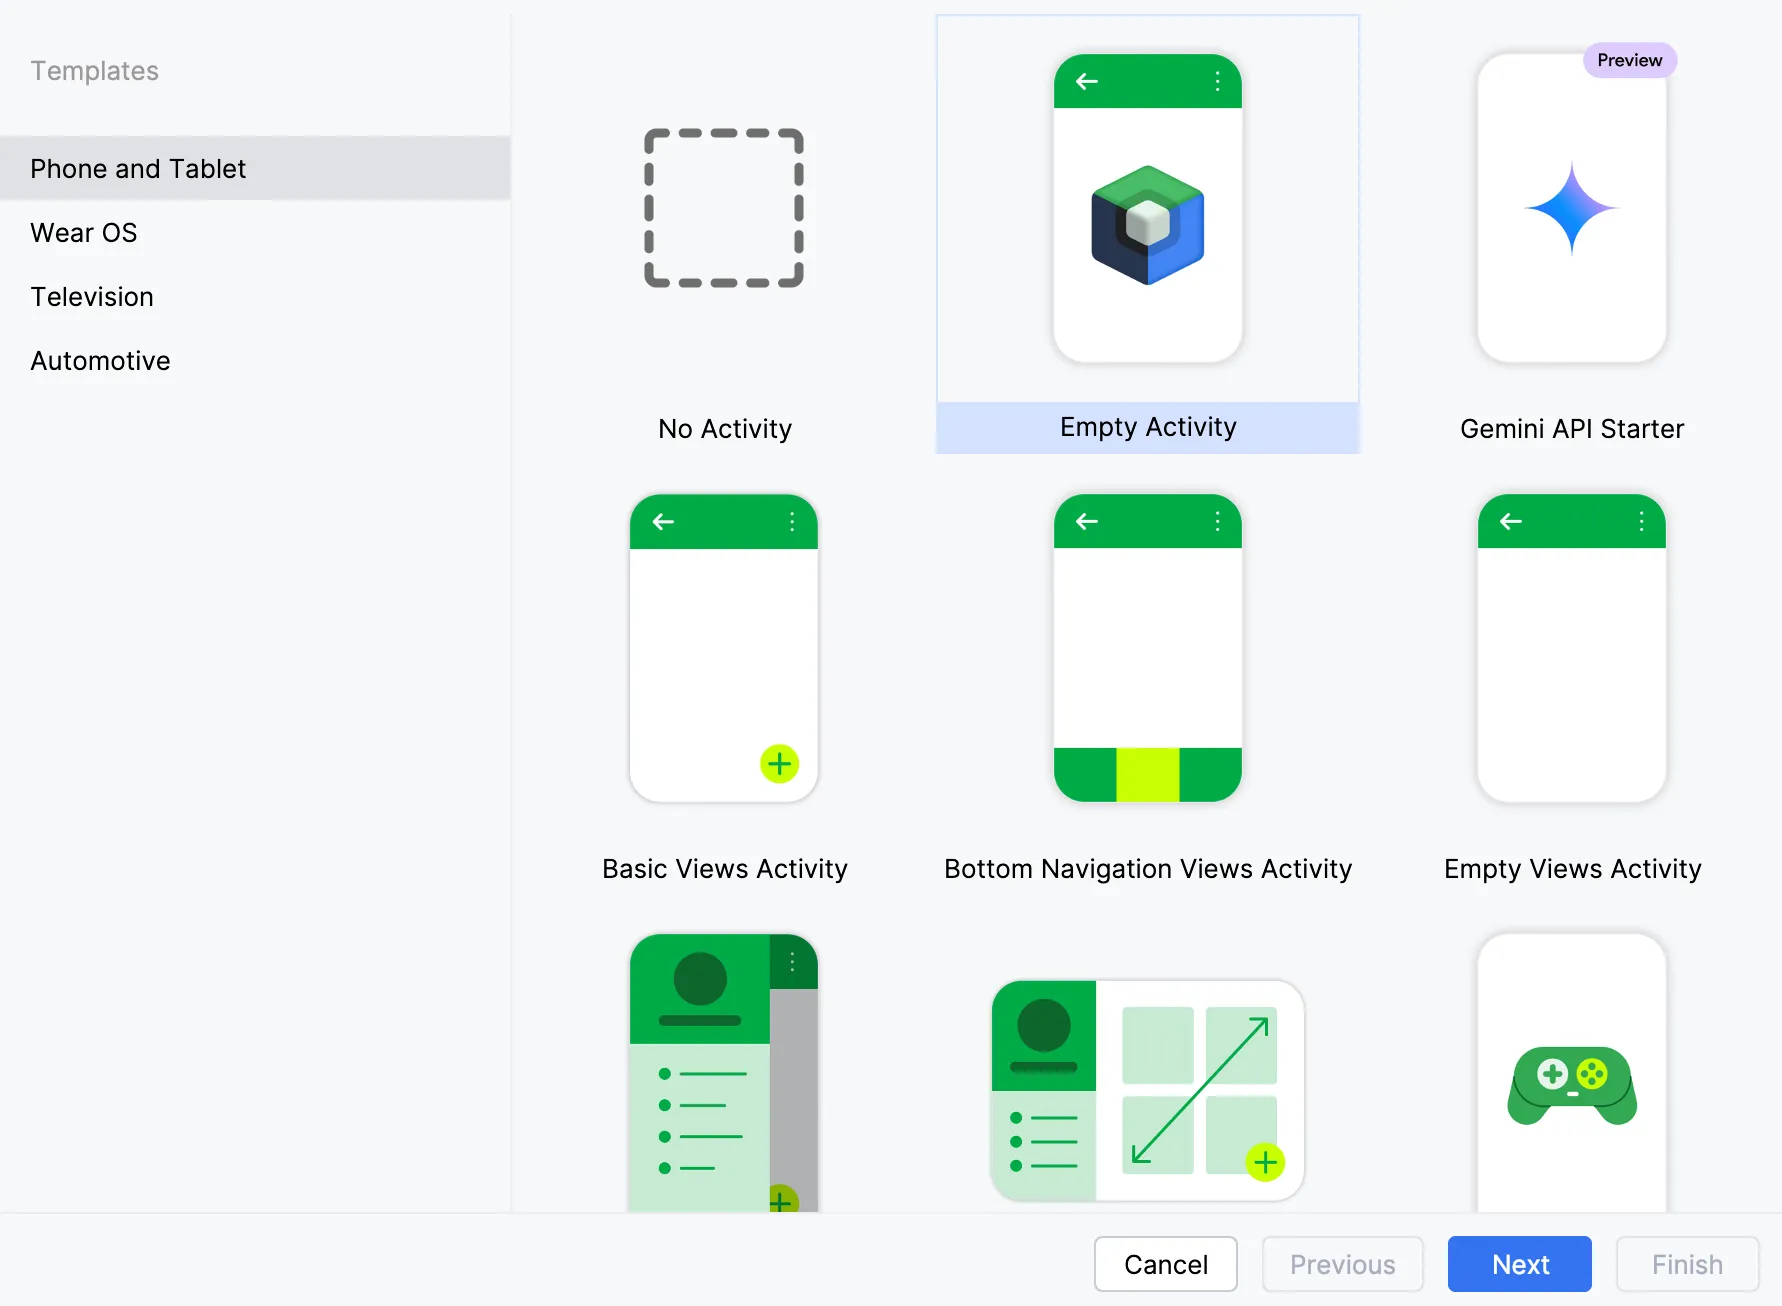 Templates
Phone and Tablet
Wear OS
Television
Automotive
Preview
No Activity
Empty Activity
Gemini API Starter
Basic Views Activity
Bottom Navigation Views Activity
Empty Views Activity
Cancel
Previous
Next
Finish